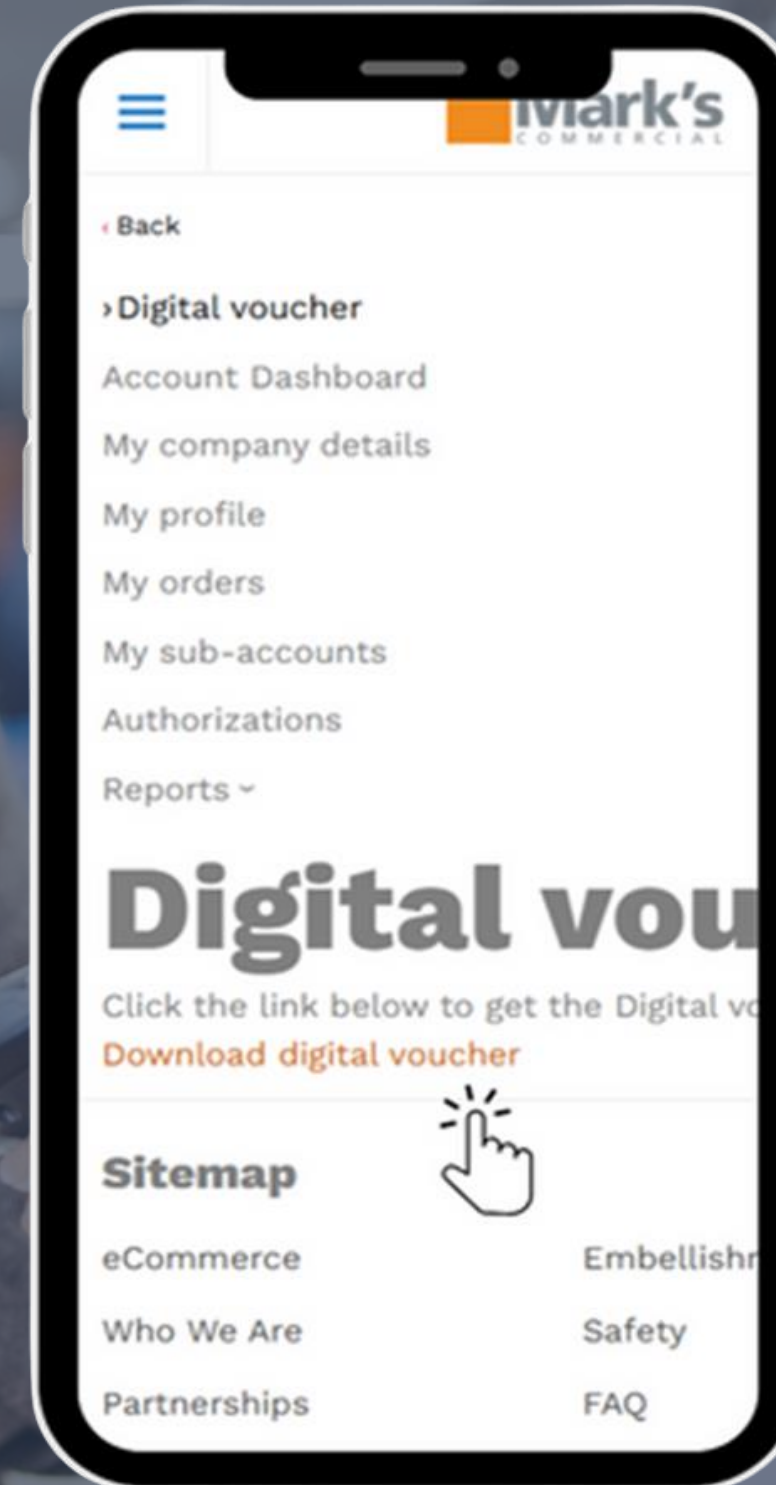 Mark's
COMMERCIAL
‹ Back
› Digital voucher
Account Dashboard
My company details
My profile
My orders
My sub-accounts
Authorizations
Reports
Digital vou
Click the link below to get the Digital vo
Download digital voucher
Sitemap
eCommerce
Embellishm
Who We Are
Safety
Partnerships
FAQ